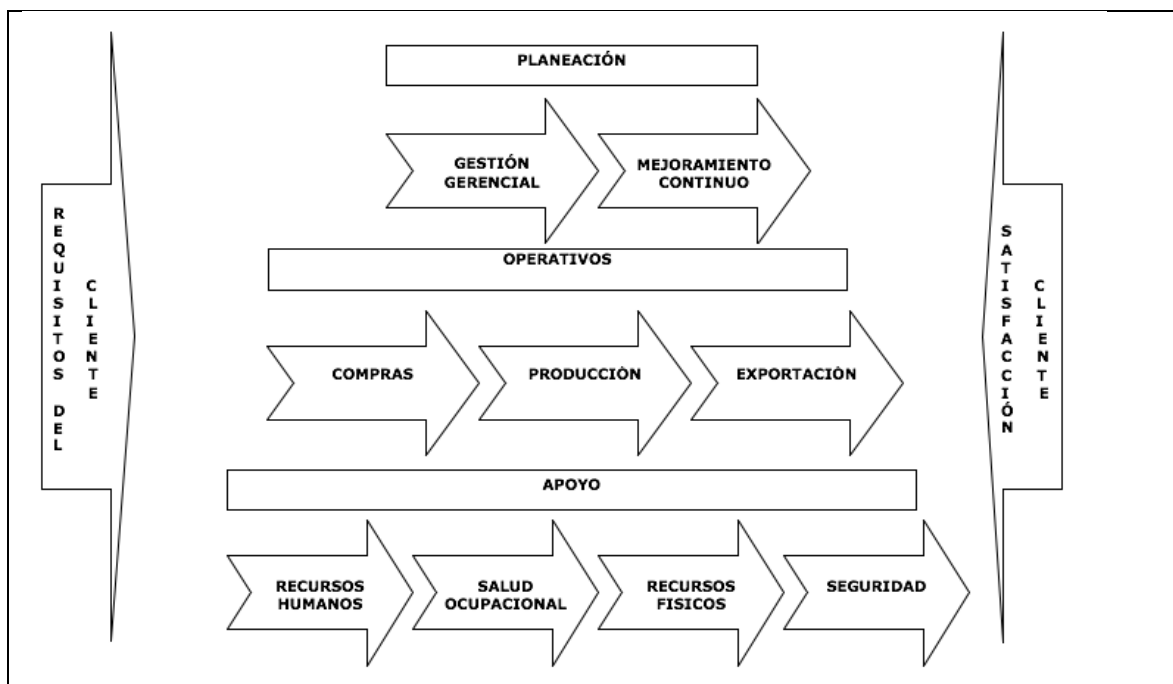 PLANEACIÓN
GESTIÓN
GERENCIAL
MEJORAMIENTO
CONTINUO
REQUISITOS DEL
CLIENTE
SATISFACCCIÓN
CLIENTE
OPERATIVOS
COMPRAS
PRODUCCIÓN
EXPORTACIÓN
APOYO
RECURSOS
HUMANOS
SALUD
OCUPACIONAL
RECURSOS
FISICOS
SEGURIDAD